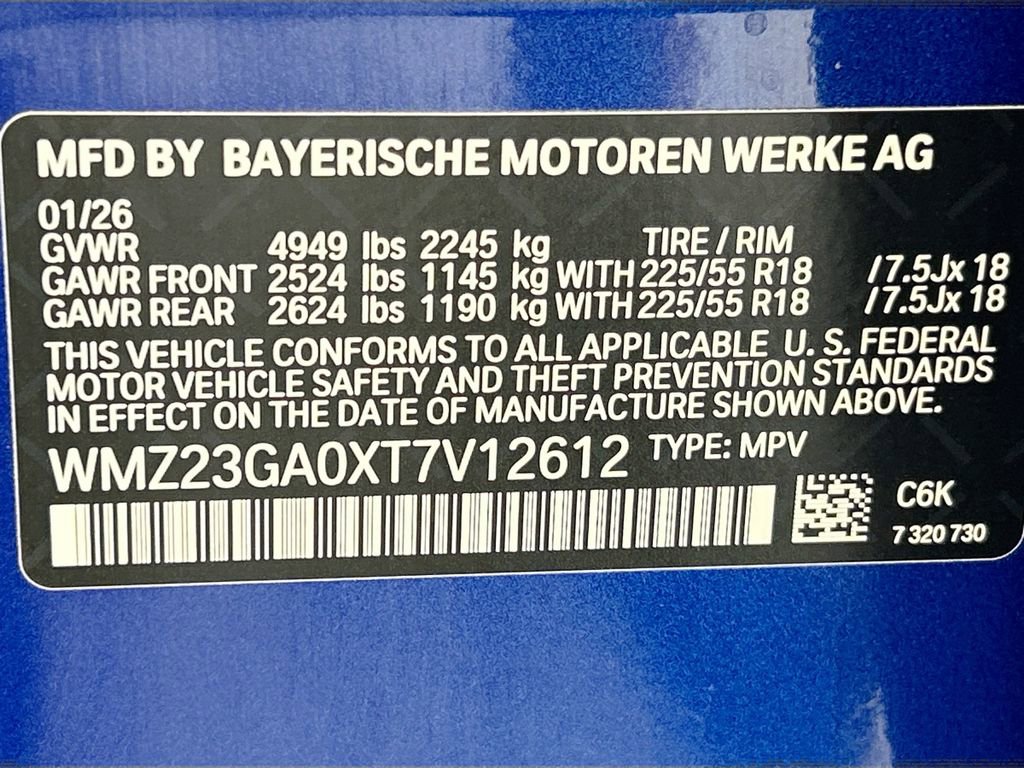 MFD BY BAYERISCHE MOTOREN WERKE AG
01/26
GVWR 4949 lbs 2245 kg TIRE / RIM
GAWR FRONT 2524 lbs 1145 kg WITH 225/55 R18 /7.5Jx 18
GAWR REAR 2624 lbs 1190 kg WITH 225/55 R18 /7.5Jx 18
THIS VEHICLE CONFORMS TO ALL APPLICABLE U. S. FEDERAL
MOTOR VEHICLE SAFETY AND THEFT PREVENTION STANDARDS
IN EFFECT ON THE DATE OF MANUFACTURE SHOWN ABOVE.
WMZ23GA0XT7V12612 TYPE: MPV
C6K
7 320 730